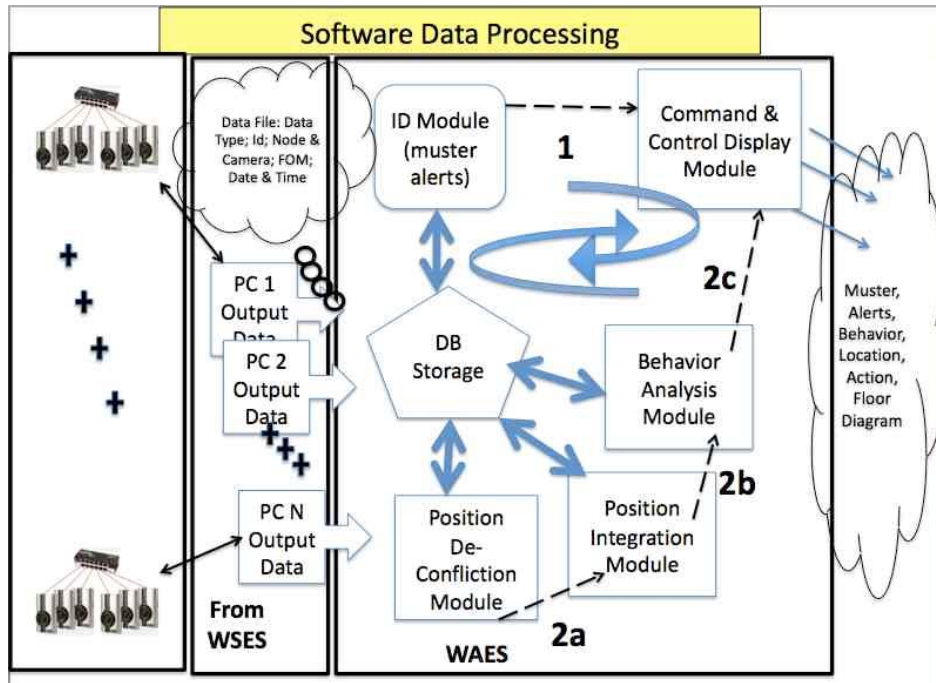 Software Data Processing
Data File: Data
Type; Id; Node &
Camera; FOM;
Date & Time
PC 1
Output
Data
PC 2
Output
Data
PC N
Output
Data
From
WSES
ID Module
(muster
alerts)
1
Command &
Control Display
Module
2c
DB
Storage
Behavior
Analysis
Module
2b
Position
De-
Confliction
Module
Position
Integration
Module
2a
WAES
Muster,
Alerts,
Behavior,
Location,
Action,
Floor
Diagram